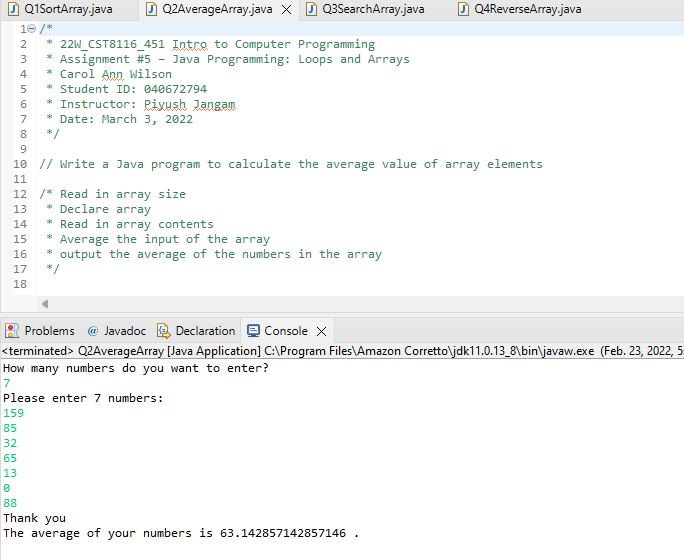 Q1SortArray.java Q2AverageArray.java Q3SearchArray.java Q4ReverseArray.java
1 /*
2 * 22W_CST8116_451 Intro to Computer Programming
3 * Assignment #5 – Java Programming: Loops and Arrays
4 * Carol Ann Wilson
5 * Student ID: 040672794
6 * Instructor: Piyush Jangam
7 * Date: March 3, 2022
8 */
9
10 // Write a Java program to calculate the average value of array elements
11
12 /* Read in array size
13 * Declare array
14 * Read in array contents
15 * Average the input of the array
16 * output the average of the numbers in the array
17 */
18
Problems @ Javadoc Declaration Console
<terminated> Q2AverageArray [Java Application] C:\Program Files\Amazon Corretto\jdk11.0.13_8\bin\javaw.exe (Feb. 23, 2022, 5:
How many numbers do you want to enter?
7
Please enter 7 numbers:
159
85
32
65
13
0
88
Thank you
The average of your numbers is 63.142857142857146 .